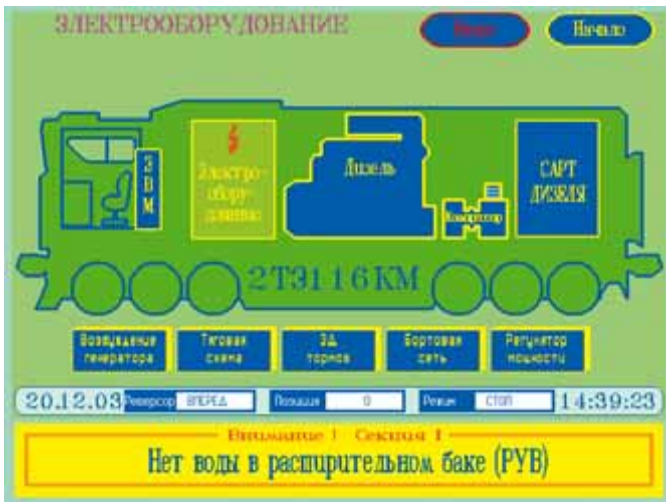 ЭЛЕКТРООБОРУДОВАНИЕ
Начало
ЭВМ
Электро-
обору-
дование
Дизель
Компрессор
САРТ
ДИЗЕЛЯ
2ТЭ116КМ
Возбуждение
генератора
Тяговая
схема
ЭД
тормоз
Бортовая
сеть
Регулятор
мощности
20.12.03 Реверсор ВПЕРЕД Позиция 0 Режим СТОП 14:39:23
Внимание ! Секция 1
Нет воды в расширительном баке (РУВ)